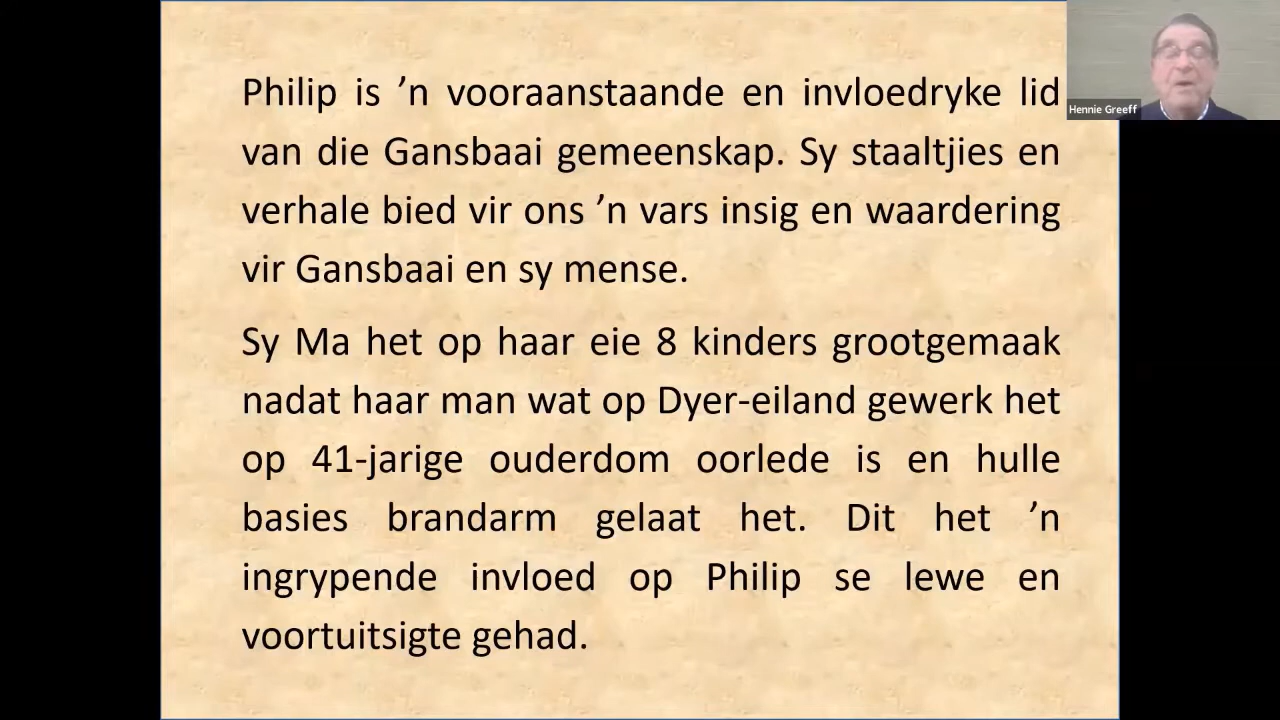 Philip is ’n vooraanstaande en invloedryke lid
van die Gansbaai gemeenskap. Sy staaltjies en
verhale bied vir ons ’n vars insig en waardering
vir Gansbaai en sy mense.
Sy Ma het op haar eie 8 kinders grootgemaak
nadat haar man wat op Dyer-eiland gewerk het
op 41-jarige ouderdom oorlede is en hulle
basies brandarm gelaat het. Dit het ’n
ingrypende invloed op Philip se lewe en
voortuitsigte gehad.
Hennie Greeff